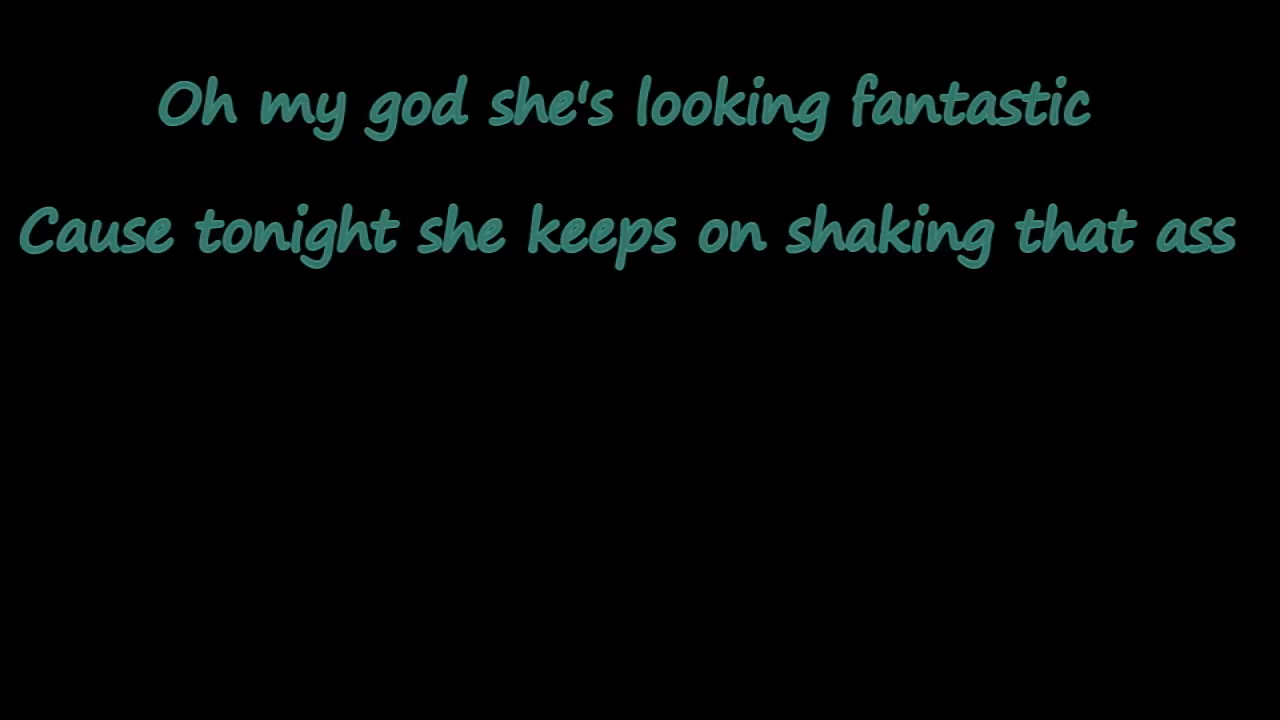 Oh my god she's looking fantastic
Cause tonight she keeps on shaking that ass